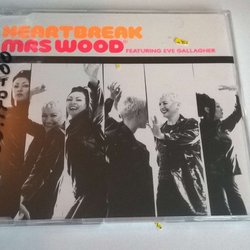 HEARTBREAK
MRS WOOD FEATURING EVE GALLAGHER